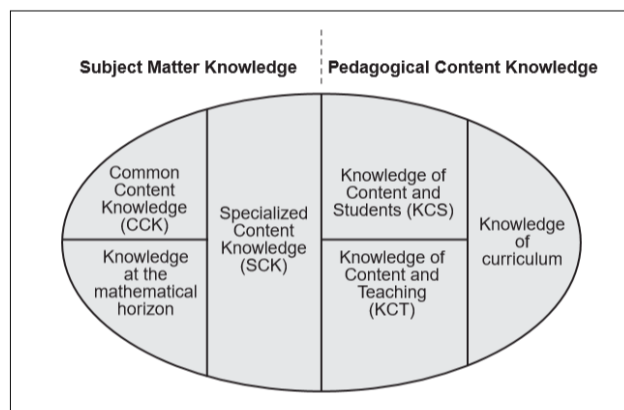 Subject Matter Knowledge
Pedagogical Content Knowledge
Common
Content
Knowledge
(CCK)
Knowledge
at the
mathematical
horizon
Specialized
Content
Knowledge
(SCK)
Knowledge of
Content and
Students (KCS)
Knowledge of
Content and
Teaching
(KCT)
Knowledge
of
curriculum